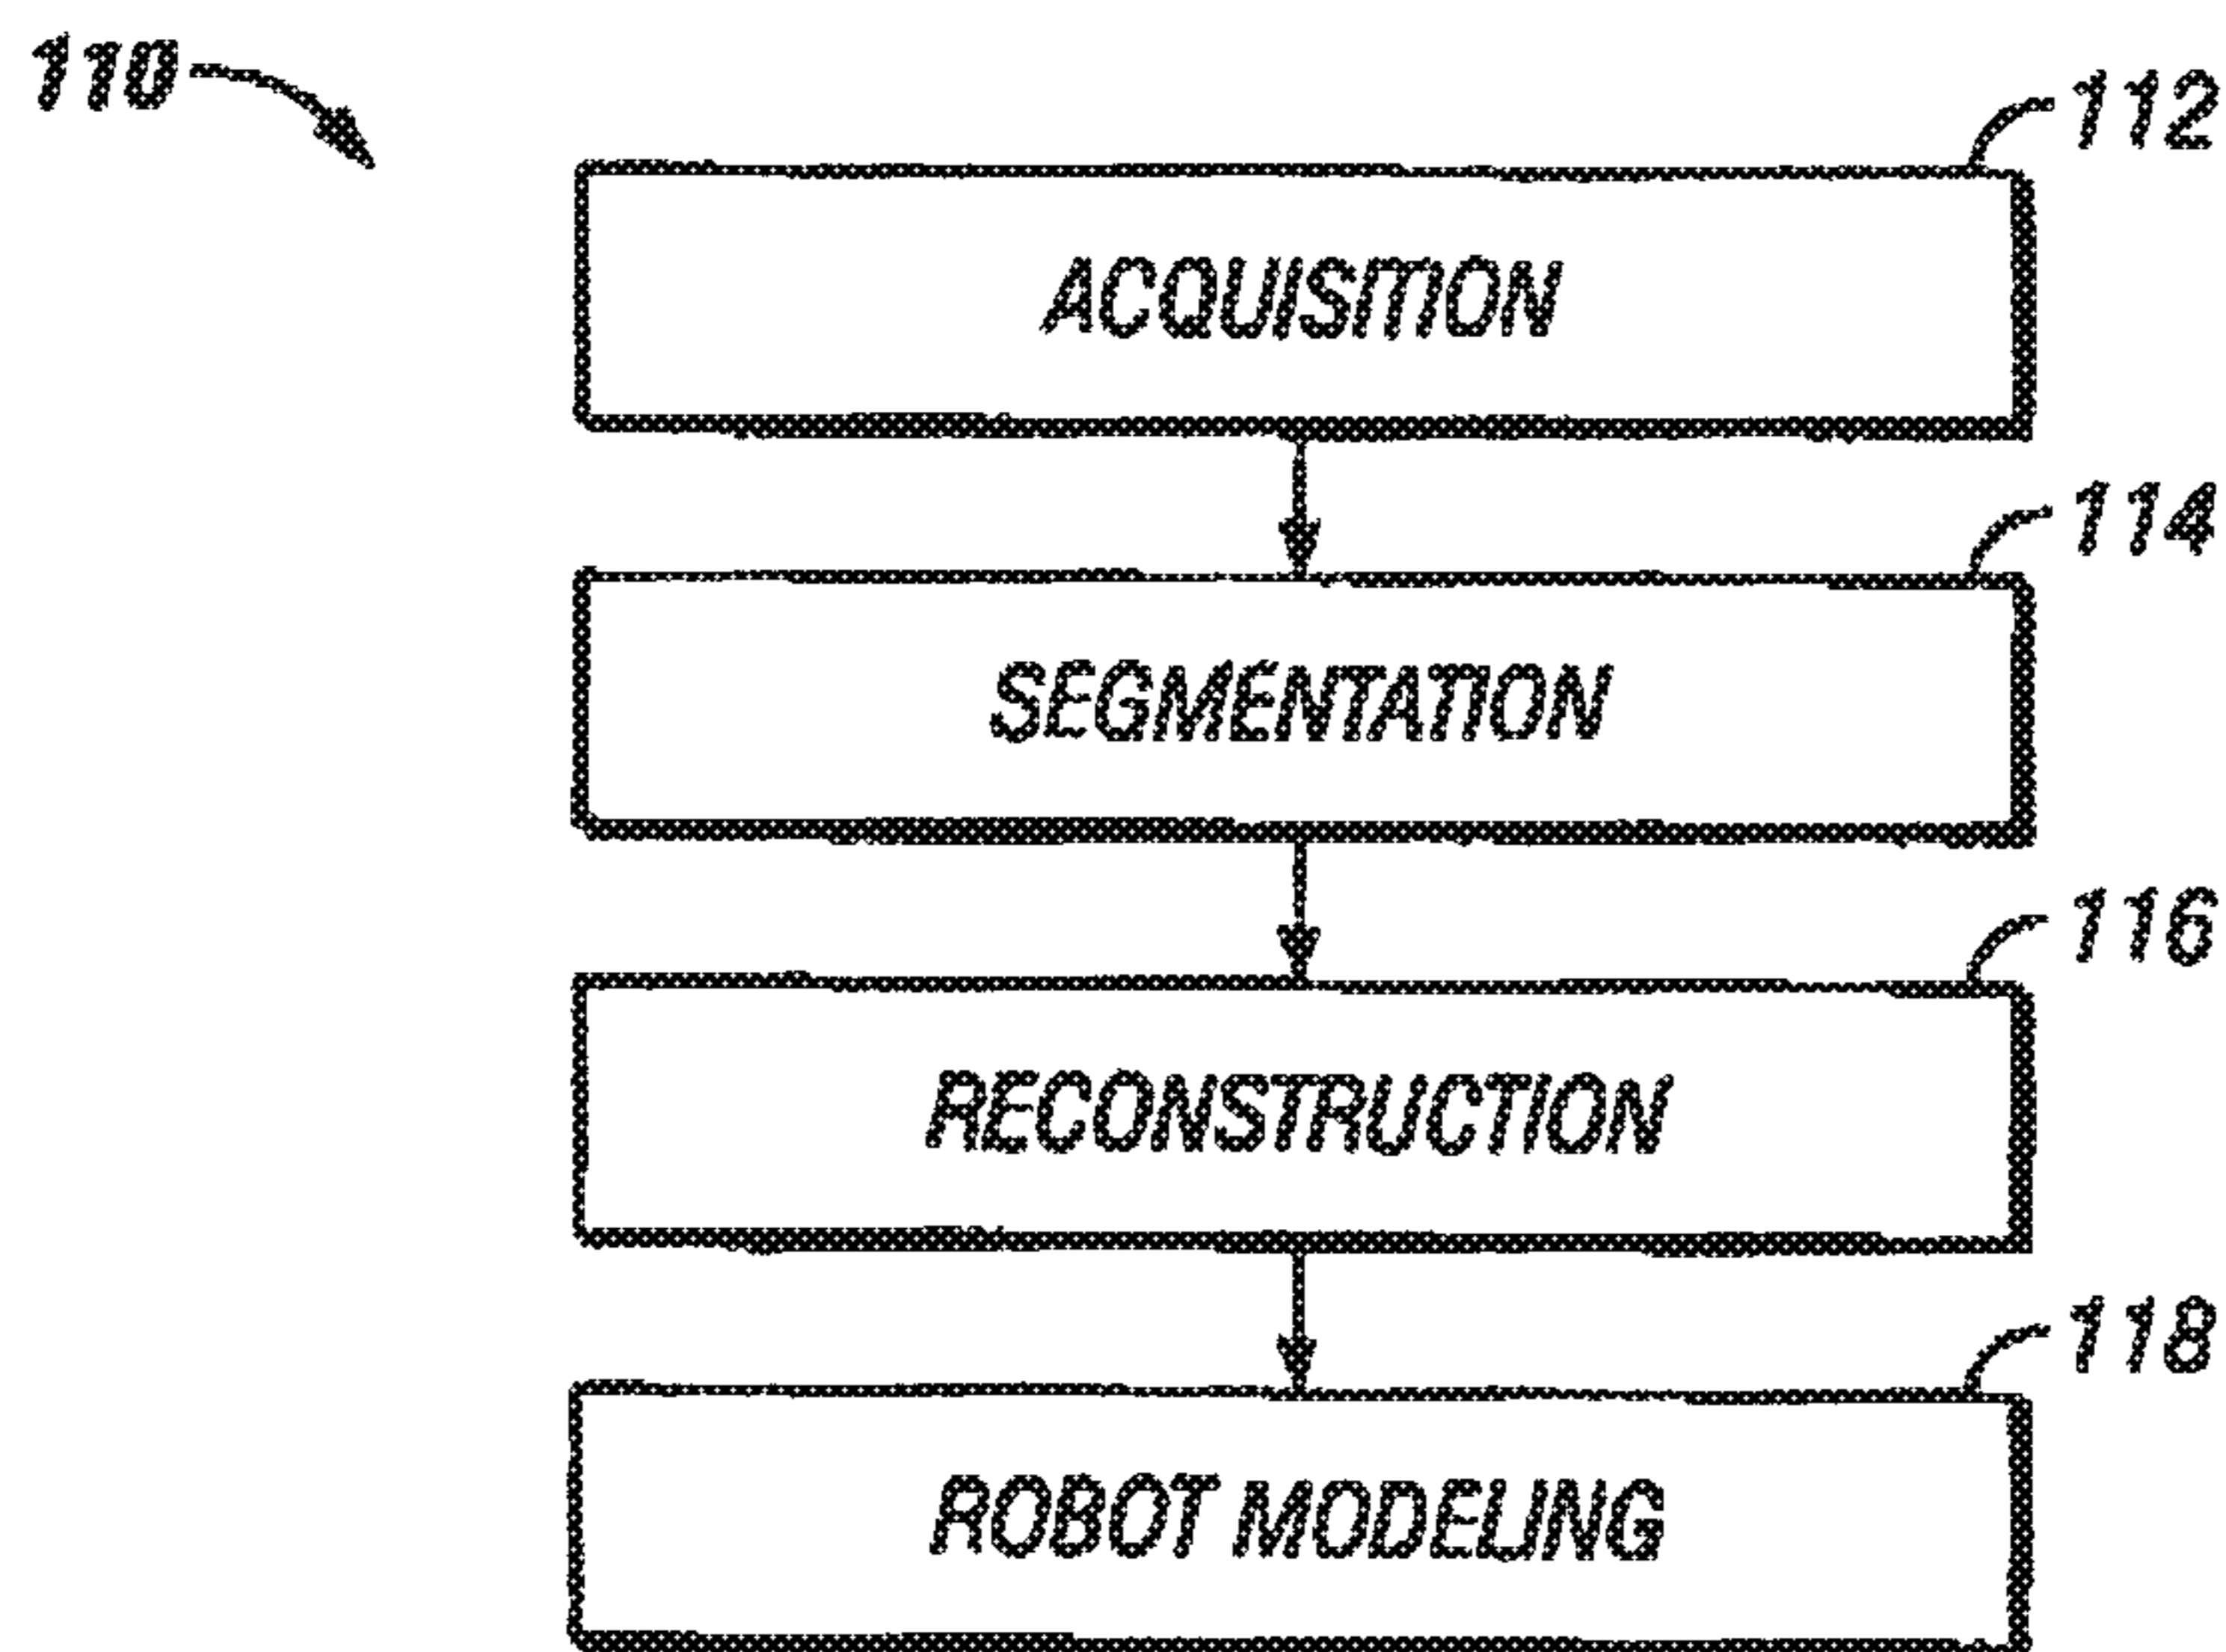 110
112
ACQUISITION
114
SEGMENTATION
116
RECONSTRUCTION
118
ROBOT MODELING